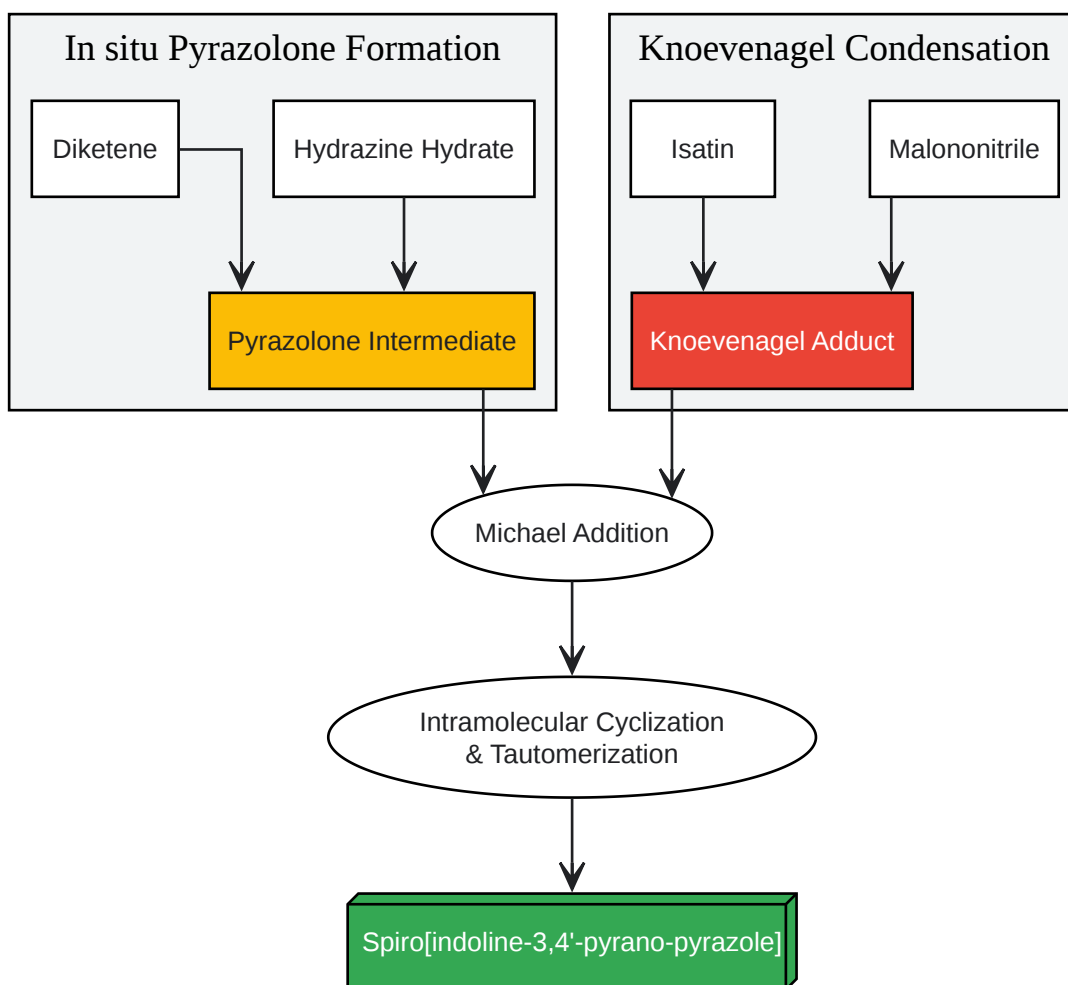 In situ Pyrazolone Formation
Knoevenagel Condensation
Diketene
Hydrazine Hydrate
Isatin
Malononitrile
Pyrazolone Intermediate
Knoevenagel Adduct
Michael Addition
Intramolecular Cyclization
& Tautomerization
Spiro[indoline-3,4'-pyrano-pyrazole]